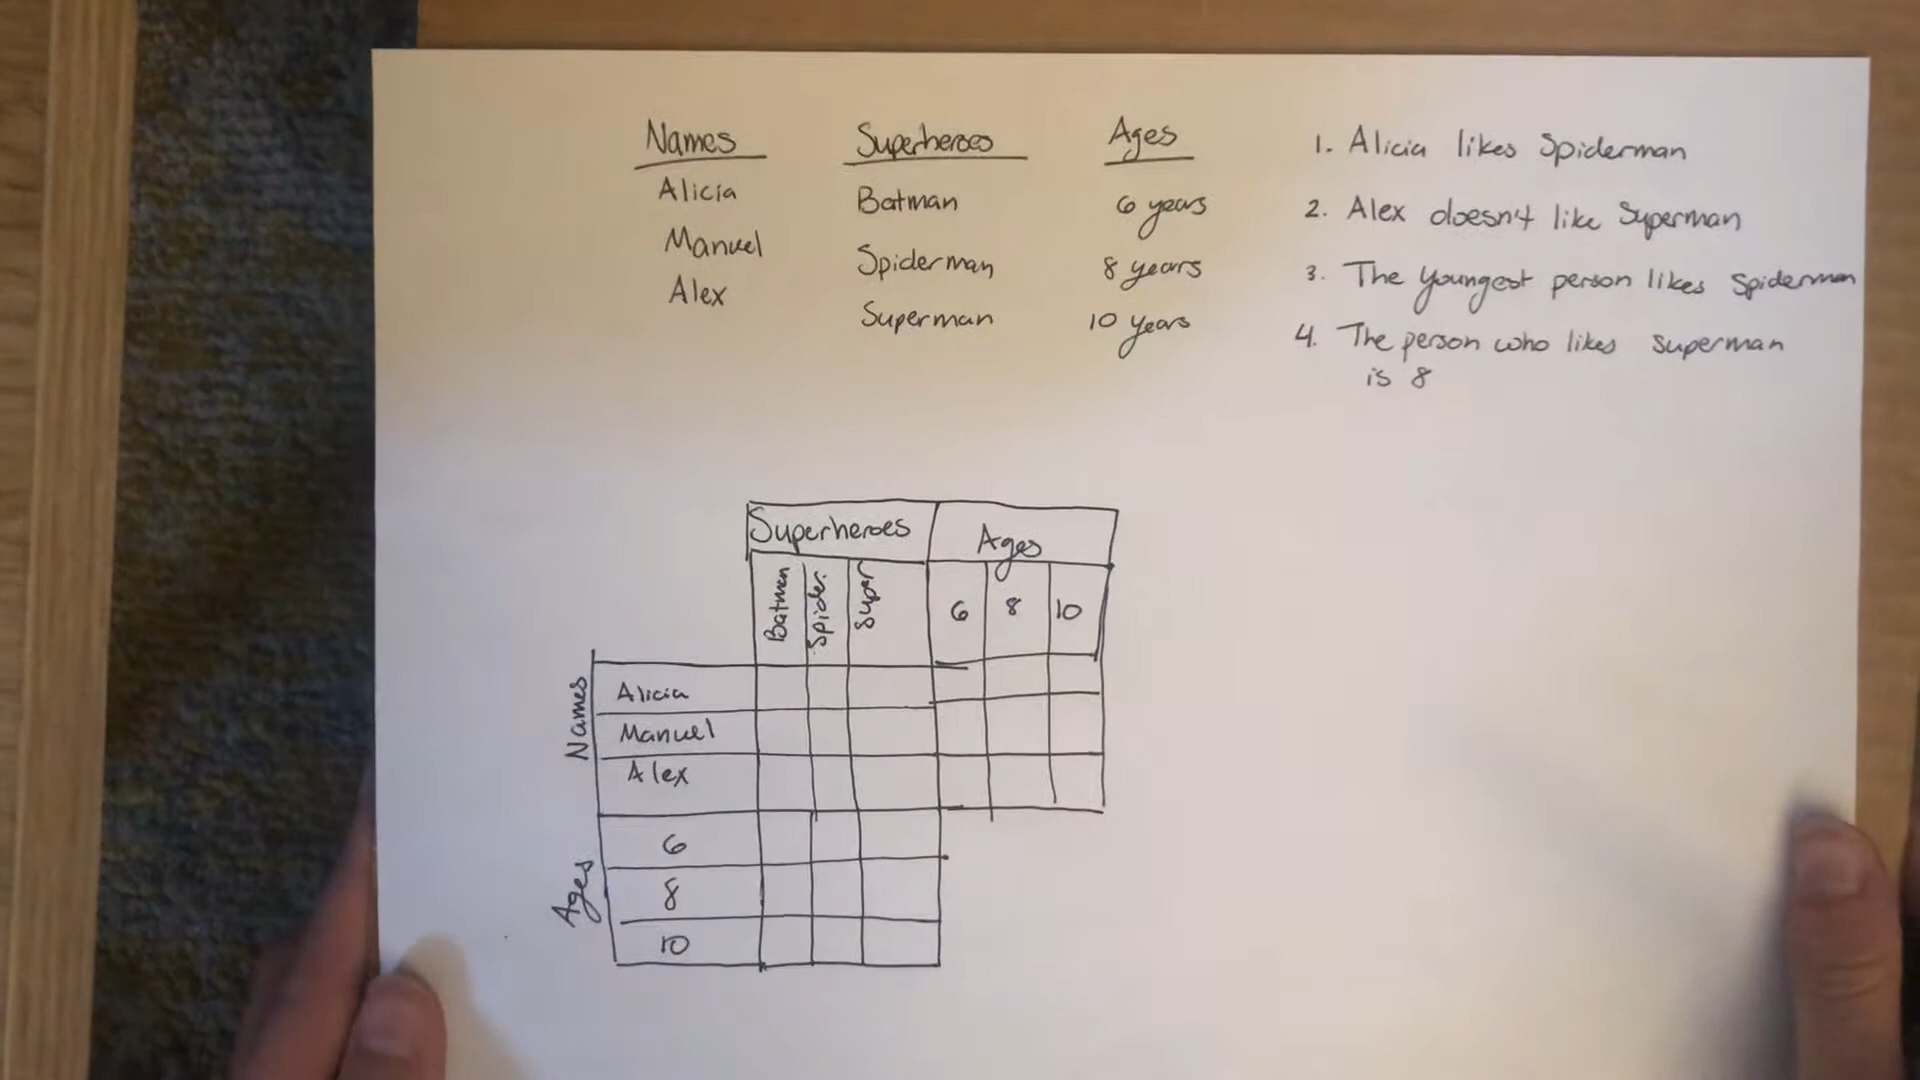 Names
Alicia
Manuel
Alex
Superheroes
Batman
Spiderman
Superman
Ages
6 years
8 years
10 years
1. Alicia likes Spiderman
2. Alex doesn't like Superman
3. The youngest person likes Spiderman
4. The person who likes superman
is 8
Superheroes
Ages
Batman
Spider.
Super
6
8
10
Names
Alicia
Manuel
Alex
Ages
6
8
10